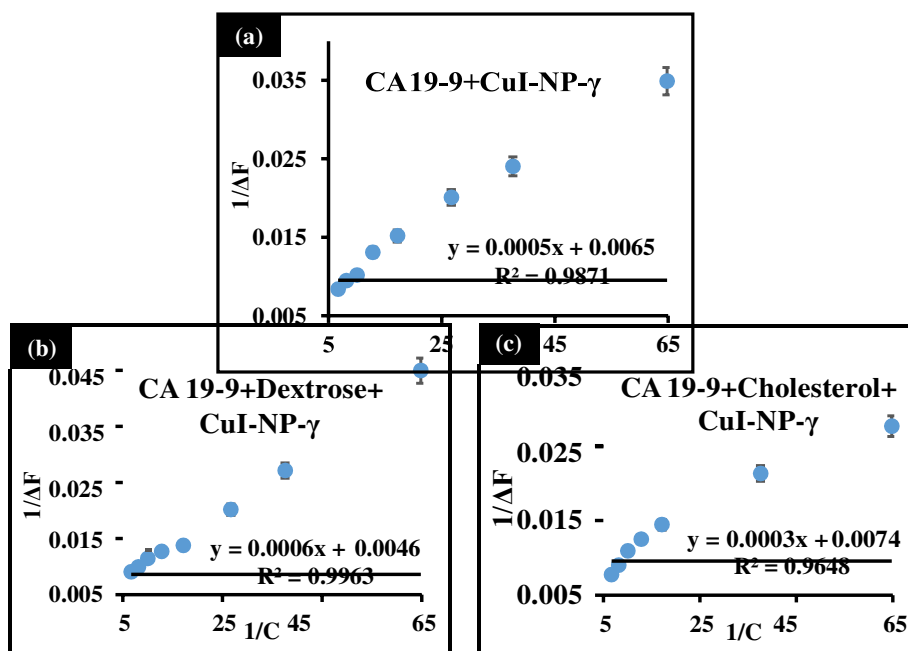 (a)
CA 19-9+CuI-NP-γ
1/ΔF
0.035
0.025
0.015
0.005
y = 0.0005x + 0.0065
R² = 0.9871
5
25
45
65
(b)
CA 19-9+Dextrose+
CuI-NP-γ
1/ΔF
0.045
0.035
0.025
0.015
0.005
y = 0.0006x + 0.0046
R² = 0.9963
5
25
45
65
1/C
(c)
CA 19-9+Cholesterol+
CuI-NP-γ
1/ΔF
0.035
0.025
0.015
0.005
y = 0.0003x + 0.0074
R² = 0.9648
5
25
45
65
1/C